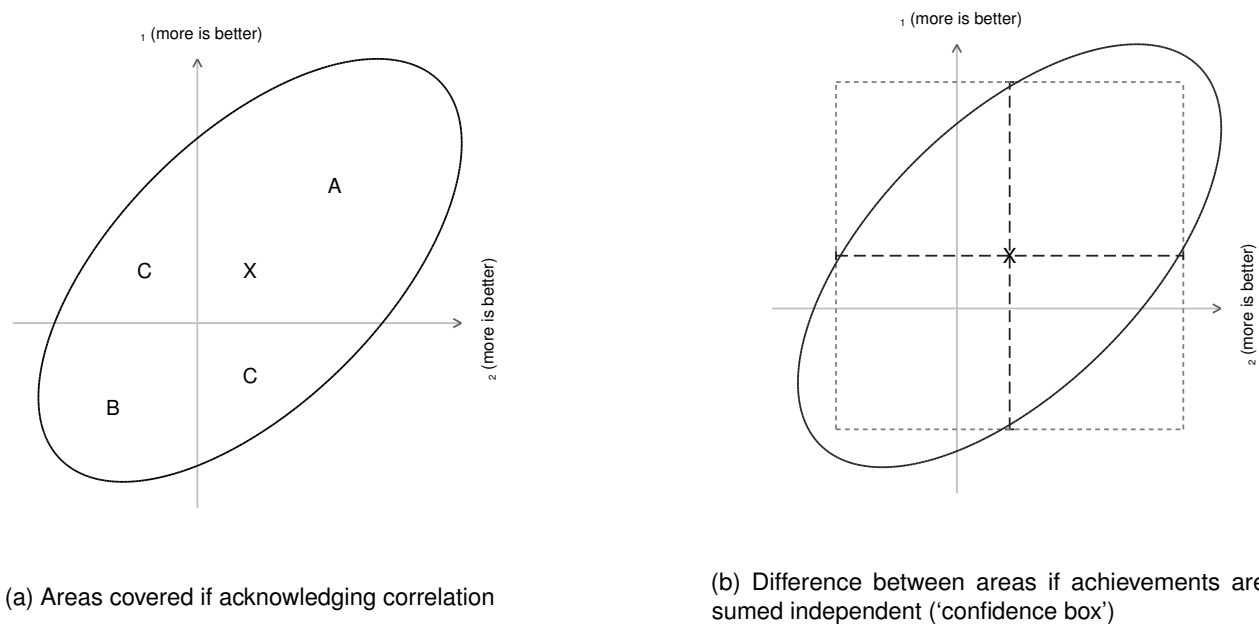 ₁ (more is better)
A
C
X
₂ (more is better)
C
B
(a) Areas covered if acknowledging correlation
₁ (more is better)
X
₂ (more is better)
(b) Difference between areas if achievements are
sumed independent (‘confidence box’)